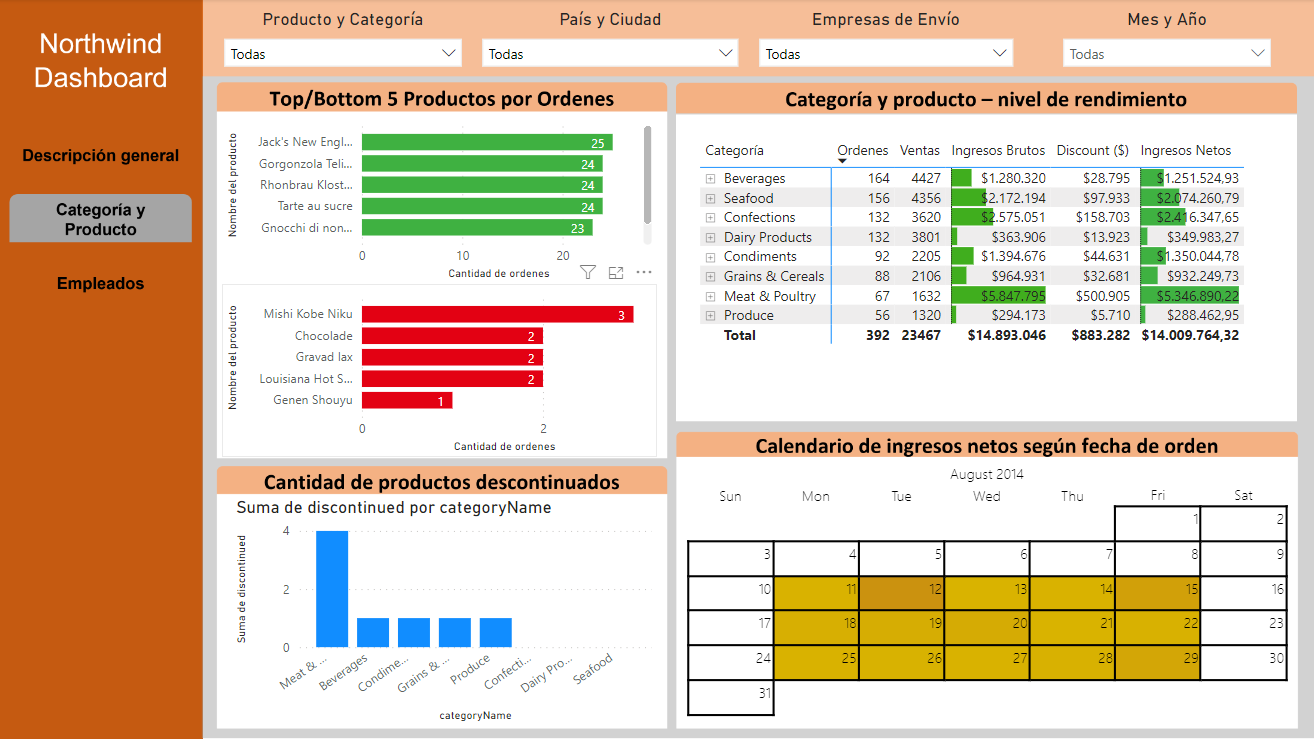 Northwind
Dashboard
Descripción general
Categoría y
Producto
Empleados
Producto y Categoría
País y Ciudad
Empresas de Envío
Mes y Año
Todas
Todas
Todas
Todas
Top/Bottom 5 Productos por Ordenes
Nombre del producto
Jack's New Engl... 25
Gorgonzola Teli... 24
Rhonbrau Klost... 24
Tarte au sucre 24
Gnocchi di non... 23
0 10 20
Cantidad de ordenes
Nombre del producto
Mishi Kobe Niku 3
Chocolade 2
Gravad lax 2
Louisiana Hot S... 2
Genen Shouyu 1
0 2
Cantidad de ordenes
Cantidad de productos descontinuados
Suma de discontinued por categoryName
Suma de discontinued
4
2
0
Meat & ... Beverages Condime... Grains & ... Produce Confecti... Dairy Pro... Seafood
categoryName
Categoría y producto – nivel de rendimiento
Categoría Ordenes Ventas Ingresos Brutos Discount ($) Ingresos Netos
Beverages 164 4427 $1.280.320 $28.795 $1.251.524,93
Seafood 156 4356 $2.172.194 $97.933 $2.074.260,79
Confections 132 3620 $2.575.051 $158.703 $2.416.347,65
Dairy Products 132 3801 $363.906 $13.923 $349.983,27
Condiments 92 2205 $1.394.676 $44.631 $1.350.044,78
Grains & Cereals 88 2106 $964.931 $32.681 $932.249,73
Meat & Poultry 67 1632 $5.847.795 $500.905 $5.346.890,22
Produce 56 1320 $294.173 $5.710 $288.462,95
Total 392 23467 $14.893.046 $883.282 $14.009.764,32
Calendario de ingresos netos según fecha de orden
August 2014
Sun Mon Tue Wed Thu Fri Sat
1 2
3 4 5 6 7 8 9
10 11 12 13 14 15 16
17 18 19 20 21 22 23
24 25 26 27 28 29 30
31